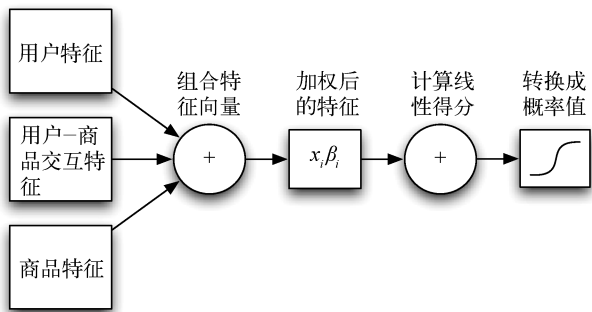 用户特征
用户-商
品交互特
征
商品特征
组合特
征向量
+
加权后
的特征
xᵢβᵢ
计算线
性得分
+
转换成
概率值